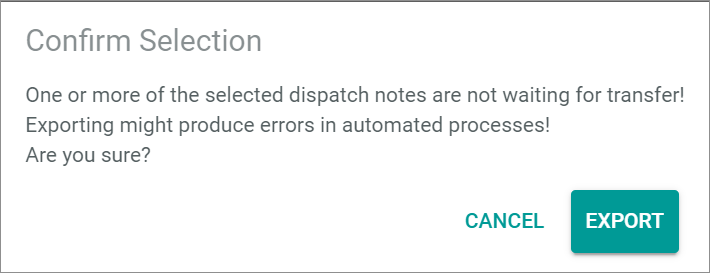 Confirm Selection
One or more of the selected dispatch notes are not waiting for transfer!
Exporting might produce errors in automated processes!
Are you sure?
CANCEL EXPORT